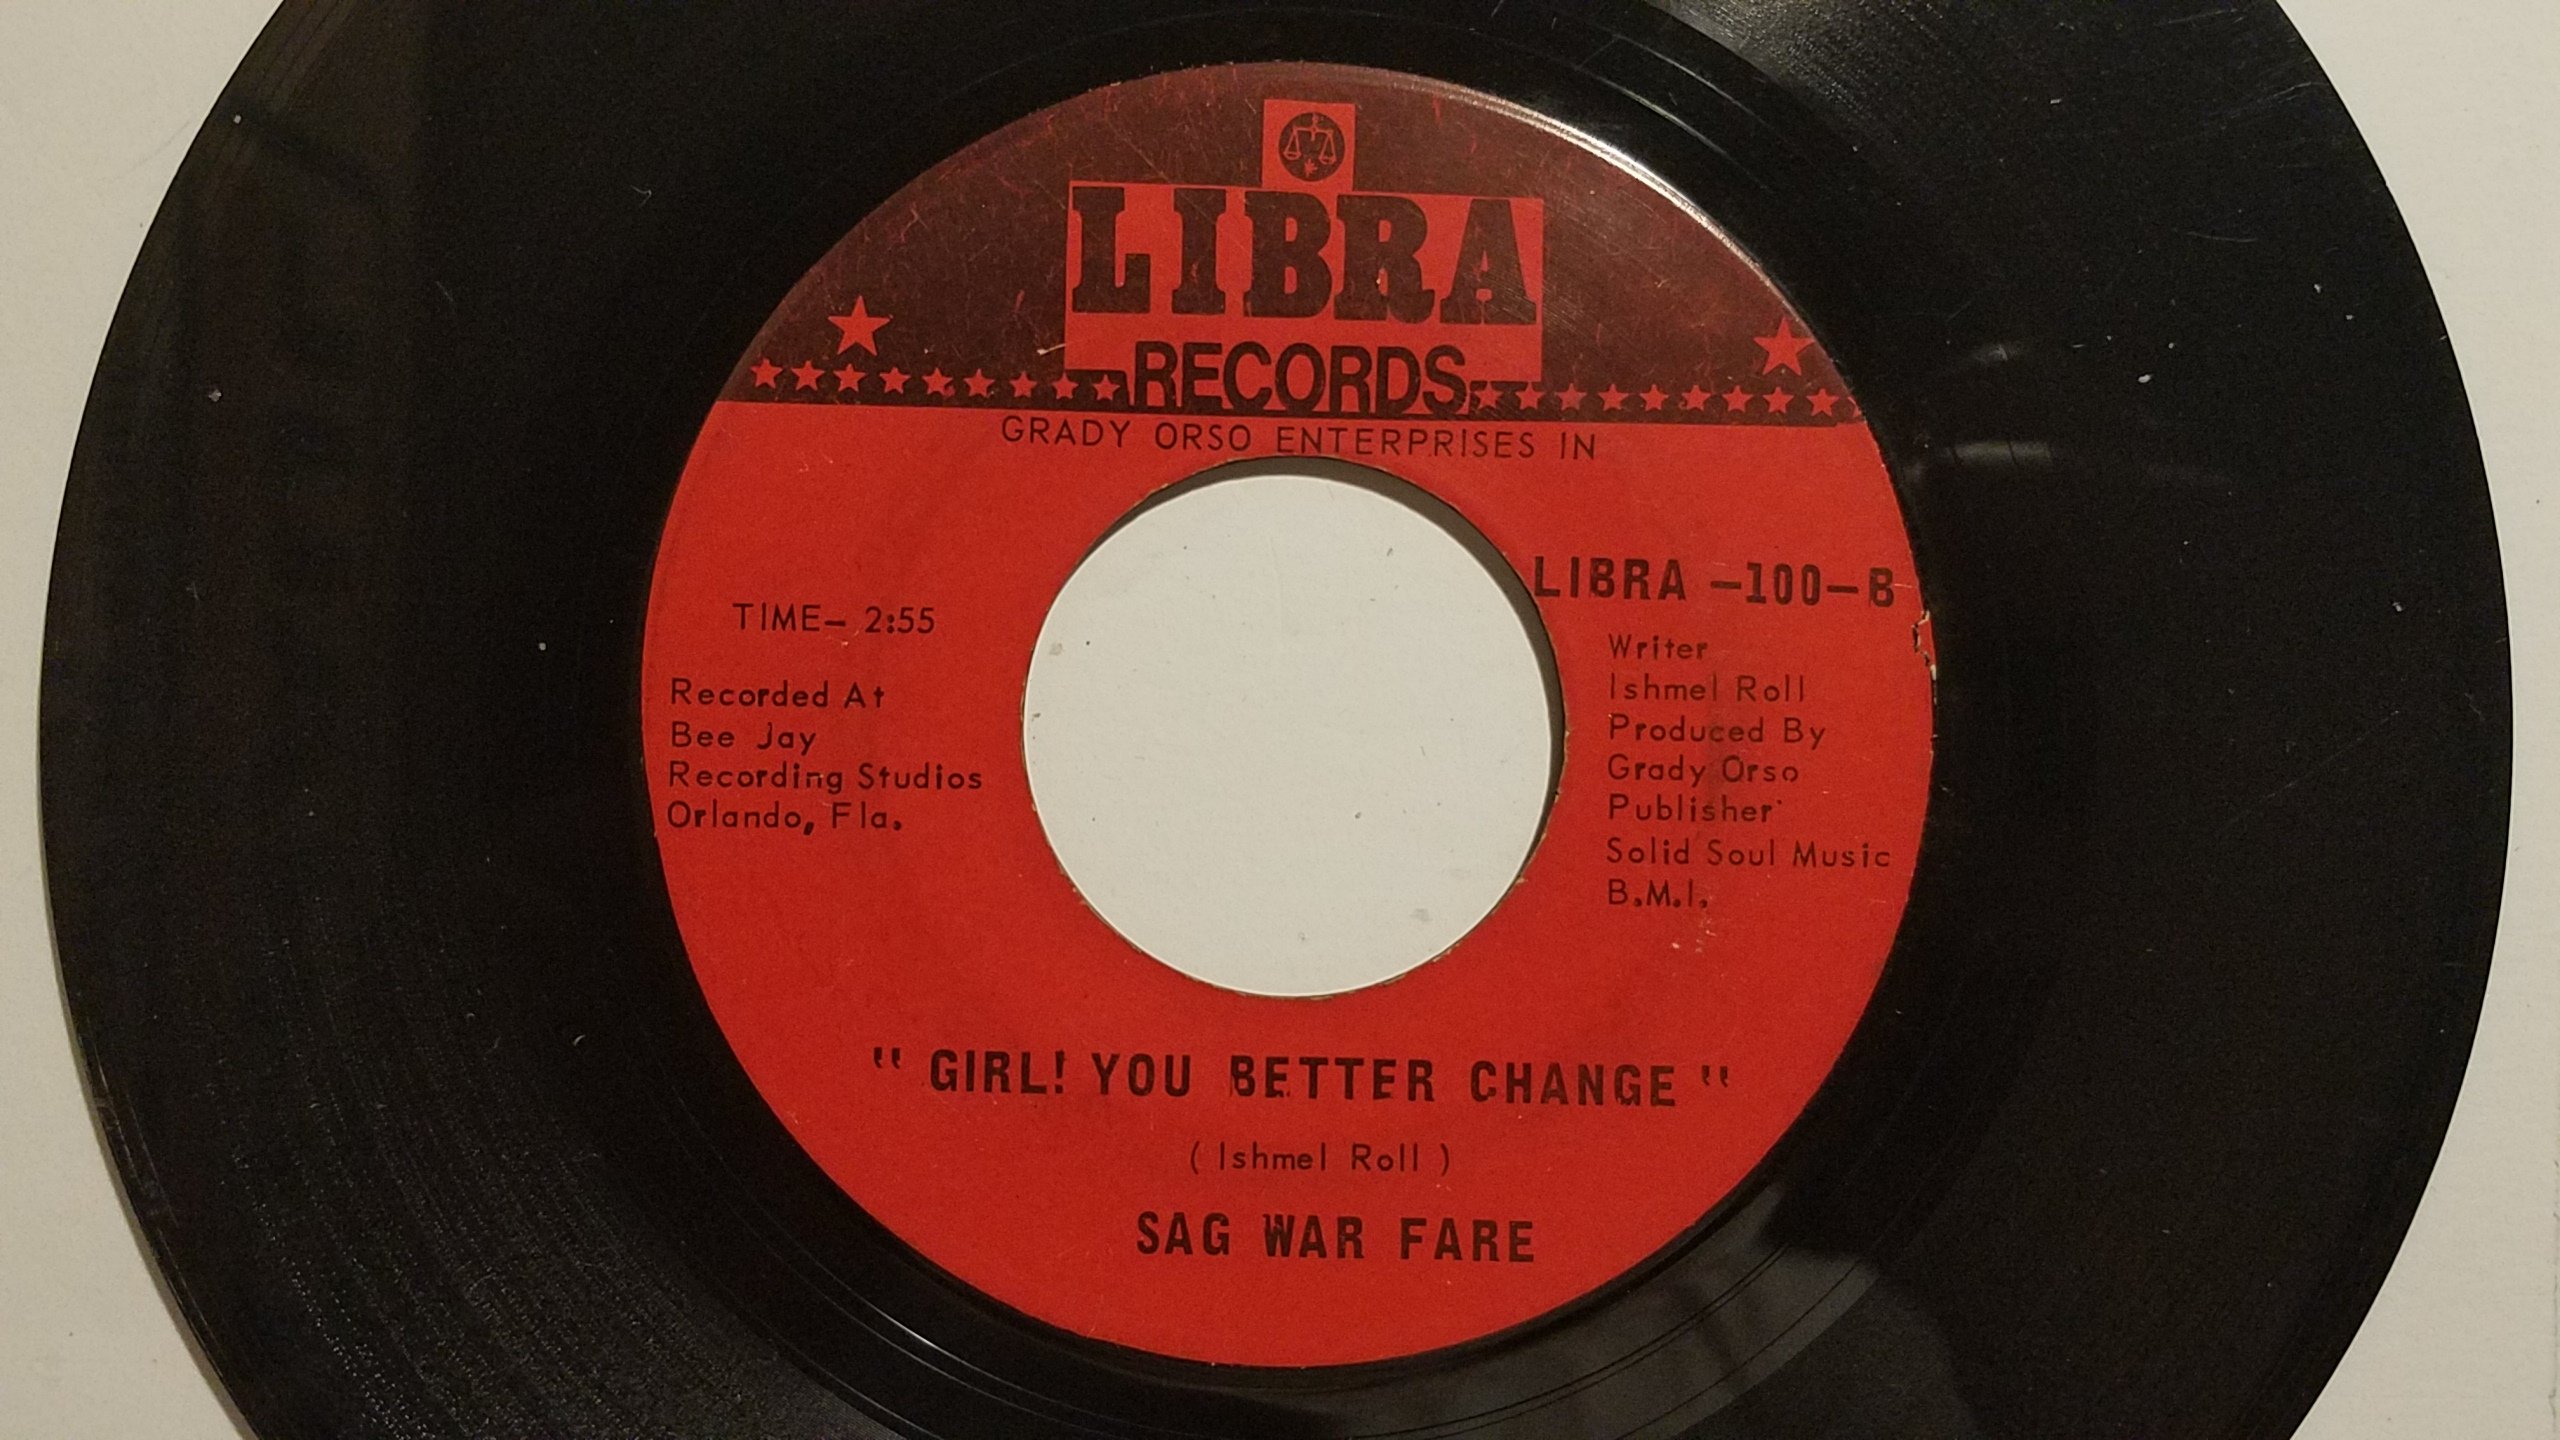 LIBRA
RECORDS
GRADY ORSO ENTERPRISES IN
TIME- 2:55
Recorded At
Bee Jay
Recording Studios
Orlando, Fla.
LIBRA -100-B
Writer
Ishmel Roll
Produced By
Grady Orso
Publisher
Solid Soul Music
B.M.I.
" GIRL! YOU BETTER CHANGE "
( Ishmel Roll )
SAG WAR FARE